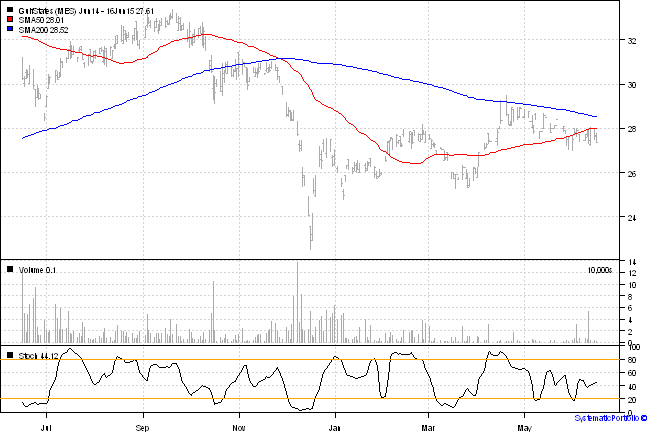 GulfStates (MES) Jun14 - 16Jun15 27.61
SMA50 28.01
SMA200 28.52
32
30
28
26
24
Volume 0.1
14
10,000s
12
10
8
6
4
2
0
Stoch 44.12
100
80
60
40
20
0
Jul Sep Nov Jan Mar May
SystematicPortfolio ©